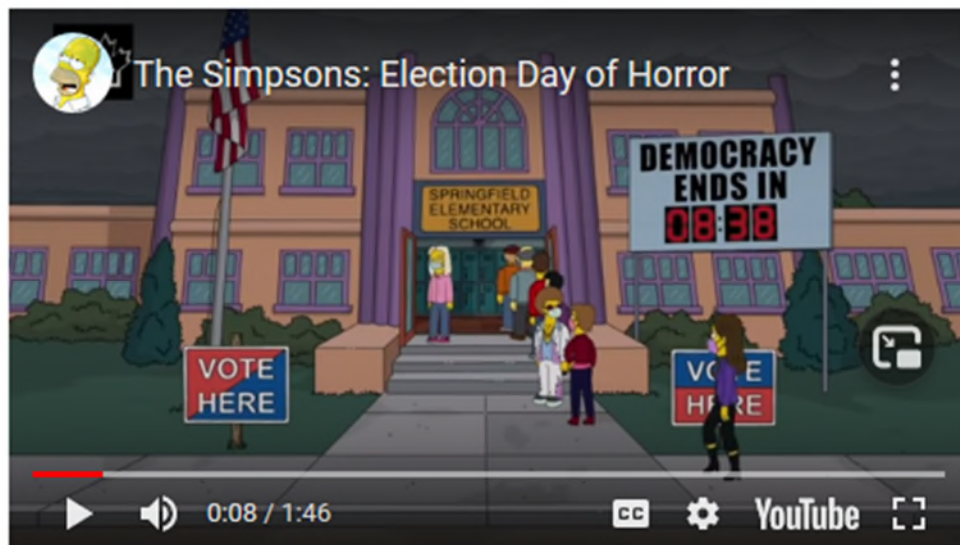 The Simpsons: Election Day of Horror
DEMOCRACY
ENDS IN
08:38
SPRINGFIELD
ELEMENTARY
SCHOOL
VOTE
HERE
VOTE
HERE
0:08 / 1:46
CC
YouTube